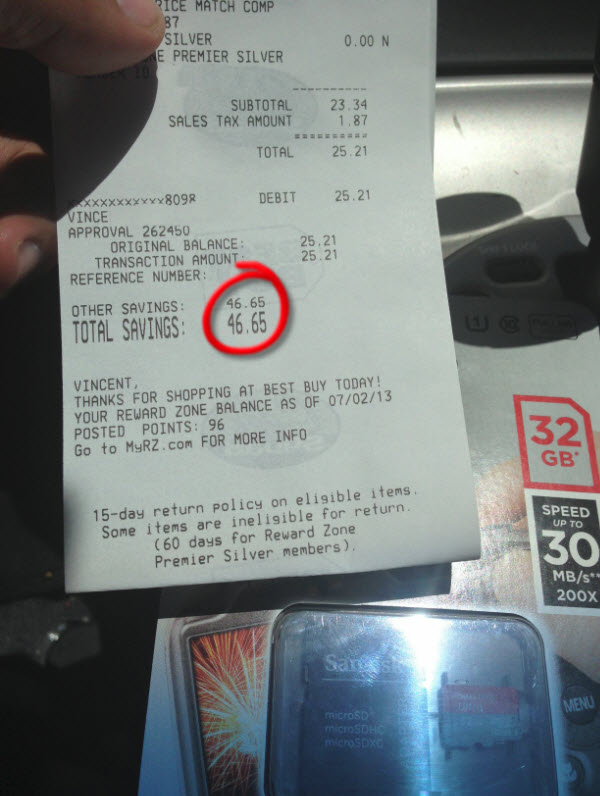 PRICE MATCH COMP
87
SILVER 0.00 N
PREMIER SILVER
SUBTOTAL 23.34
SALES TAX AMOUNT 1.87
TOTAL 25.21
xxxxxxxxxxxx8098 DEBIT 25.21
VINCE
APPROVAL 262450
ORIGINAL BALANCE: 25.21
TRANSACTION AMOUNT: 25.21
REFERENCE NUMBER:
OTHER SAVINGS: 46.65
TOTAL SAVINGS: 46.65
VINCENT,
THANKS FOR SHOPPING AT BEST BUY TODAY!
YOUR REWARD ZONE BALANCE AS OF 07/02/13
POSTED POINTS: 96
Go to MyRZ.com FOR MORE INFO
15-day return policy on eligible items.
Some items are ineligible for return.
(60 days for Reward Zone
Premier Silver members).
32
GB*
SPEED
UP TO
30
MB/s**
200X
SanDisk
microSD
microSDHC
microSDXC
MENU